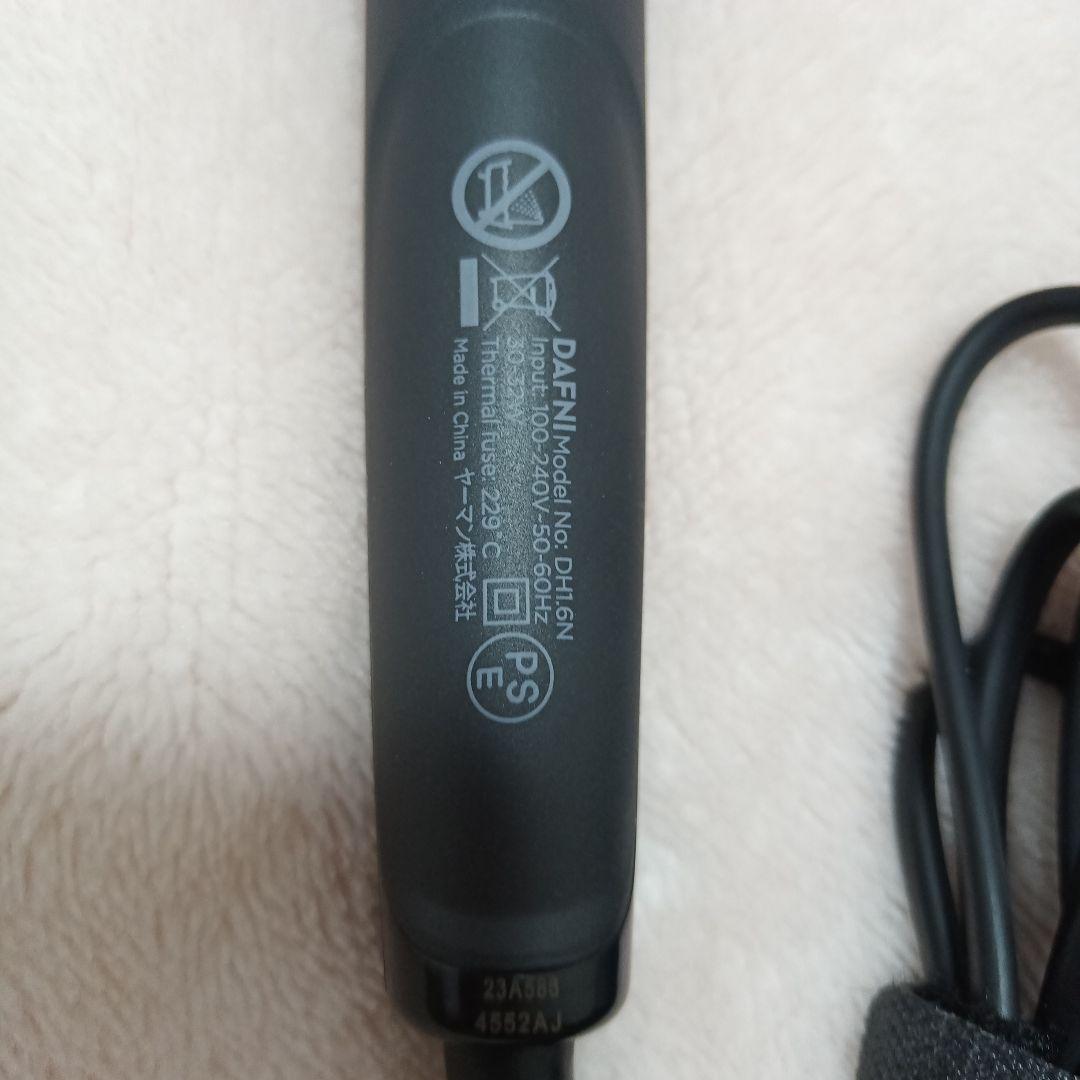 DAFNI Model No: DH1.6N
Input: 100-240V~50-60Hz
30-32W
Thermal fuse: 229°C
Made in China ヤーマン株式会社
PS
E
23A588
4552AJ